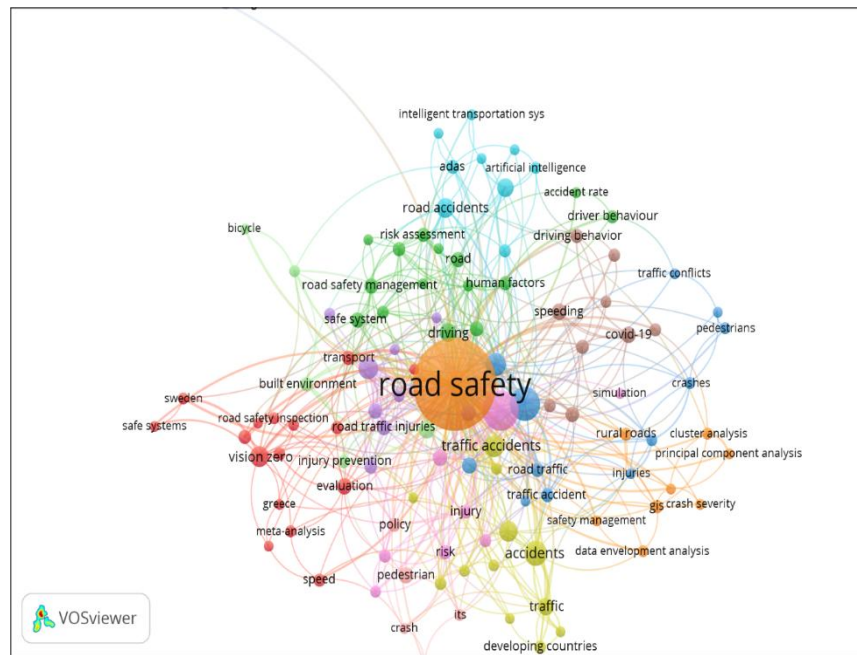 intelligent transportation sys
adas
artificial intelligence
accident rate
road accidents
driver behaviour
bicycle
risk assessment
driving behavior
road
traffic conflicts
road safety management
human factors
safe system
speeding
driving
covid-19
pedestrians
transport
built environment
road safety
crashes
simulation
sweden
safe systems
road safety inspection
road traffic injuries
rural roads
cluster analysis
traffic accidents
vision zero
injury prevention
road traffic
injuries
principal component analysis
evaluation
traffic accident
greece
injury
gis
crash severity
meta-analysis
policy
safety management
risk
accidents
data envelopment analysis
speed
pedestrian
traffic
crash
its
developing countries
VOSviewer